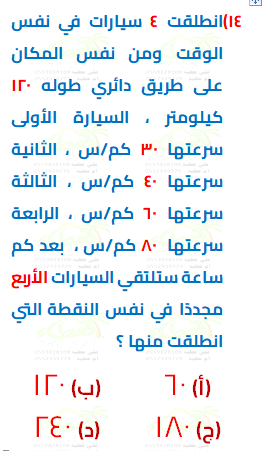 ١٤)انطلقت ٤ سيارات في نفس
الوقت ومن نفس المكان
على طريق دائري طوله ١٢٠
كيلومتر ، السيارة الأولى
سرعتها ٣٠ كم/س ، الثانية
سرعتها ٤٠ كم/س ، الثالثة
سرعتها ٦٠ كم/س ، الرابعة
سرعتها ٨٠ كم/س ، بعد كم
ساعة ستلتقي السيارات الأربع
مجددًا في نفس النقطة التي
انطلقت منها ؟
(أ) ٦٠ (ب) ١٢٠
(ج) ١٨٠ (د) ٢٤٠